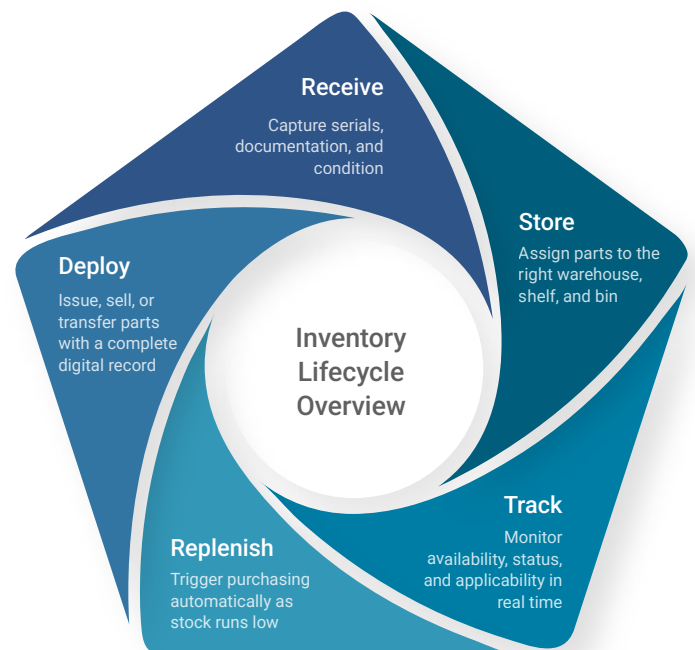 Receive
Capture serials,
documentation, and
condition
Store
Assign parts to the
right warehouse,
shelf, and bin
Track
Monitor
availability, status,
and applicability in
real time
Replenish
Trigger purchasing
automatically as
stock runs low
Deploy
Issue, sell, or
transfer parts
with a complete
digital record
Inventory
Lifecycle
Overview